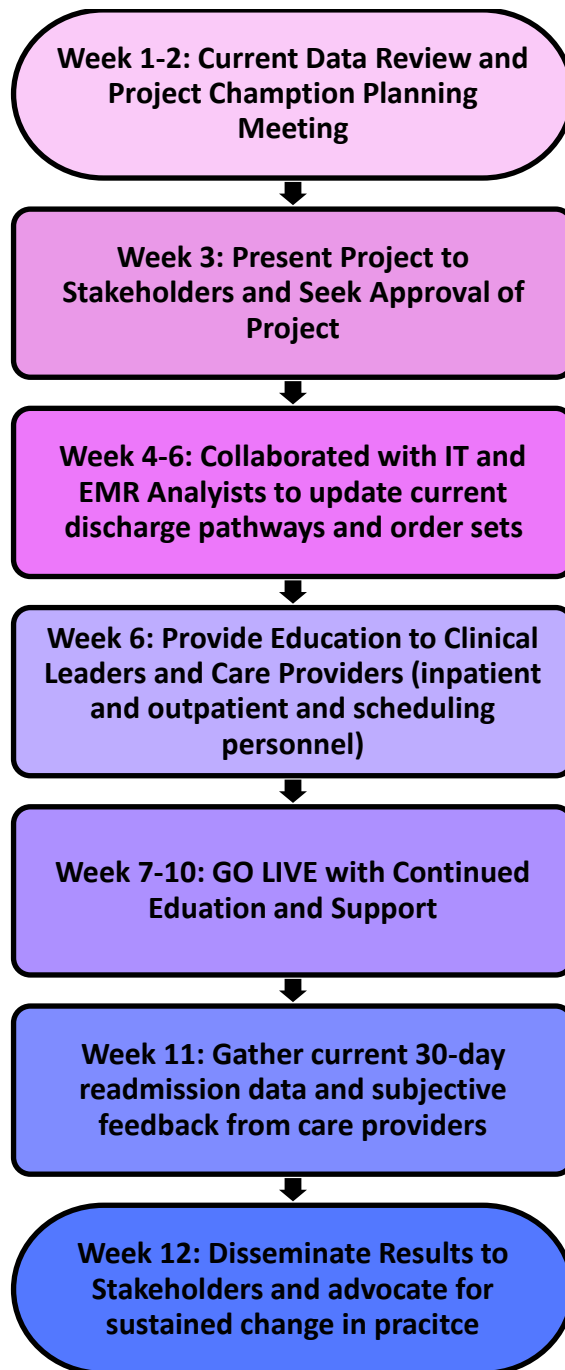 Week 1-2: Current Data Review and
Project Chamption Planning
Meeting
Week 3: Present Project to
Stakeholders and Seek Approval of
Project
Week 4-6: Collaborated with IT and
EMR Analyists to update current
discharge pathways and order sets
Week 6: Provide Education to Clinical
Leaders and Care Providers (inpatient
and outpatient and scheduling
personnel)
Week 7-10: GO LIVE with Continued
Eduation and Support
Week 11: Gather current 30-day
readmission data and subjective
feedback from care providers
Week 12: Disseminate Results to
Stakeholders and advocate for
sustained change in pracitce